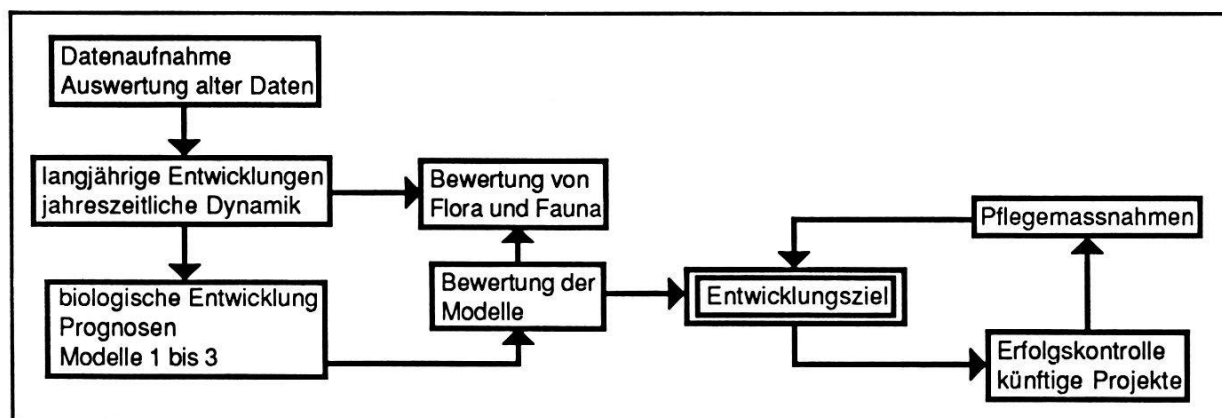 Datenaufnahme
Auswertung alter Daten
langjährige Entwicklungen
jahreszeitliche Dynamik
biologische Entwicklung
Prognosen
Modelle 1 bis 3
Bewertung von
Flora und Fauna
Bewertung der
Modelle
Entwicklungsziel
Pflegemassnahmen
Erfolgskontrolle
künftige Projekte